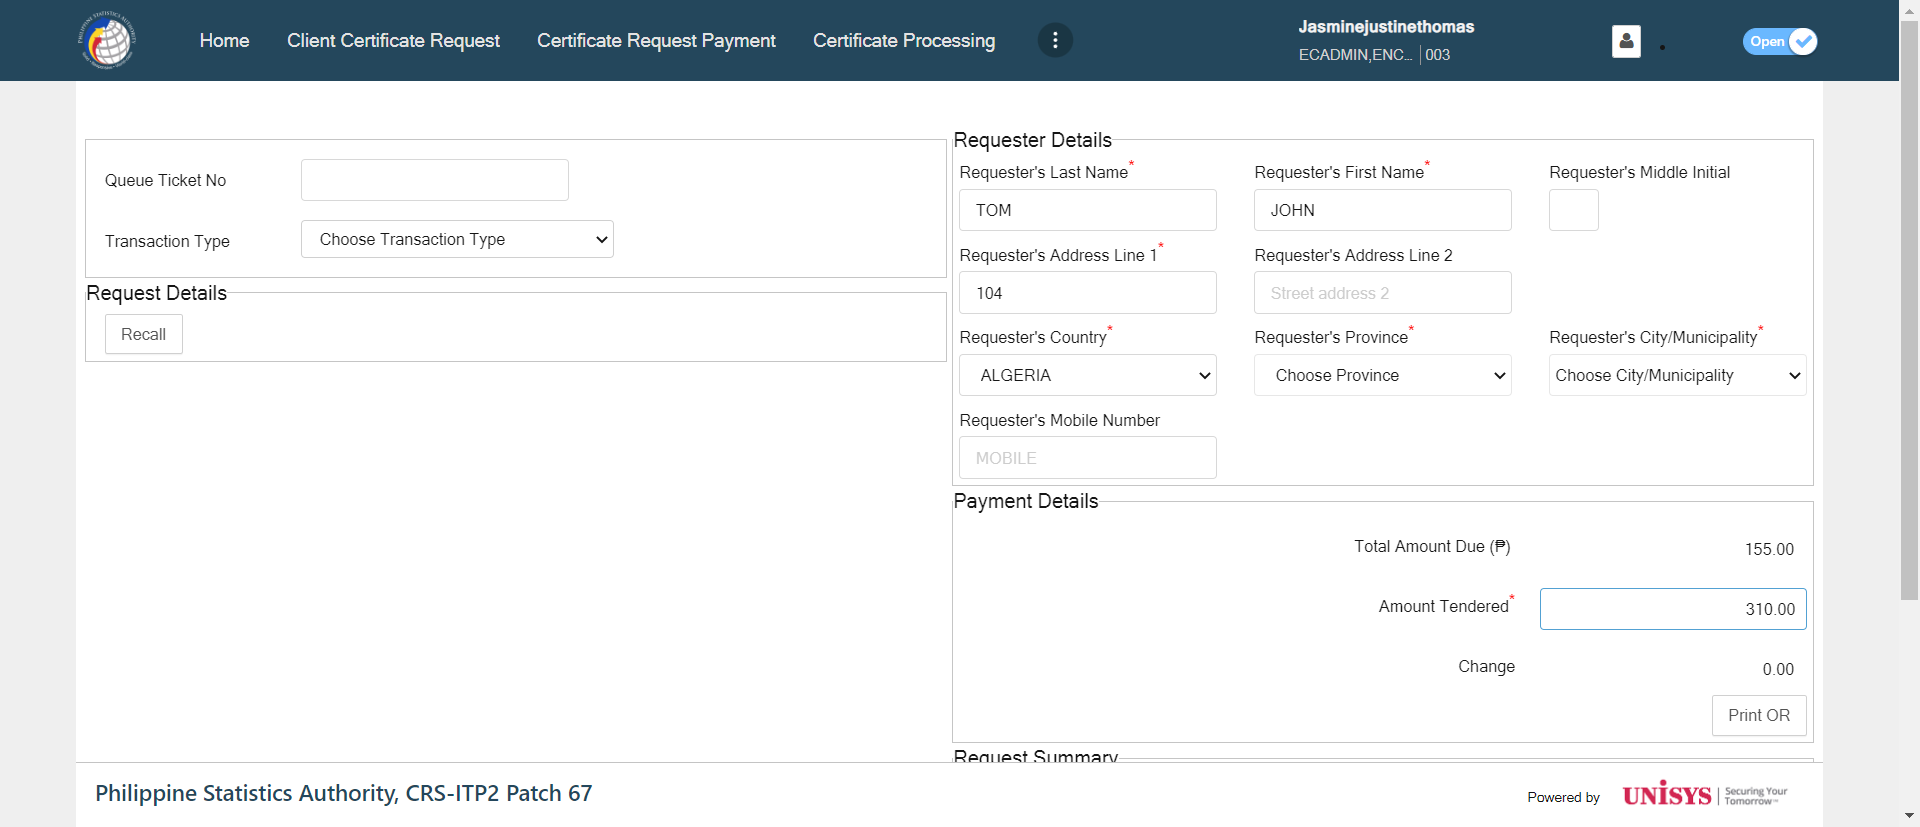 Home
Client Certificate Request
Certificate Request Payment
Certificate Processing
Jasminejustinethomas
ECADMIN,ENC... 003
Open
Queue Ticket No
Transaction Type
Choose Transaction Type
Request Details
Recall
Requester Details
Requester's Last Name*
Requester's First Name*
Requester's Middle Initial
TOM
JOHN
Requester's Address Line 1*
Requester's Address Line 2
104
Street address 2
Requester's Country*
Requester's Province*
Requester's City/Municipality*
ALGERIA
Choose Province
Choose City/Municipality
Requester's Mobile Number
MOBILE
Payment Details
Total Amount Due (₱)
155.00
Amount Tendered*
310.00
Change
0.00
Print OR
Request Summary
Philippine Statistics Authority, CRS-ITP2 Patch 67
Powered by
UNISYS
Securing Your
Tomorrow™